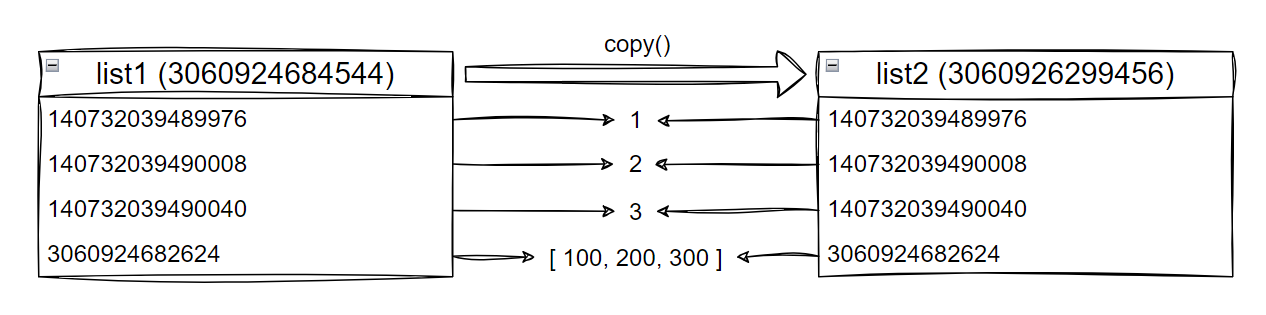 copy()
list1 (3060924684544)
list2 (3060926299456)
140732039489976
1
140732039489976
140732039490008
2
140732039490008
140732039490040
3
140732039490040
3060924682624
[ 100, 200, 300 ]
3060924682624